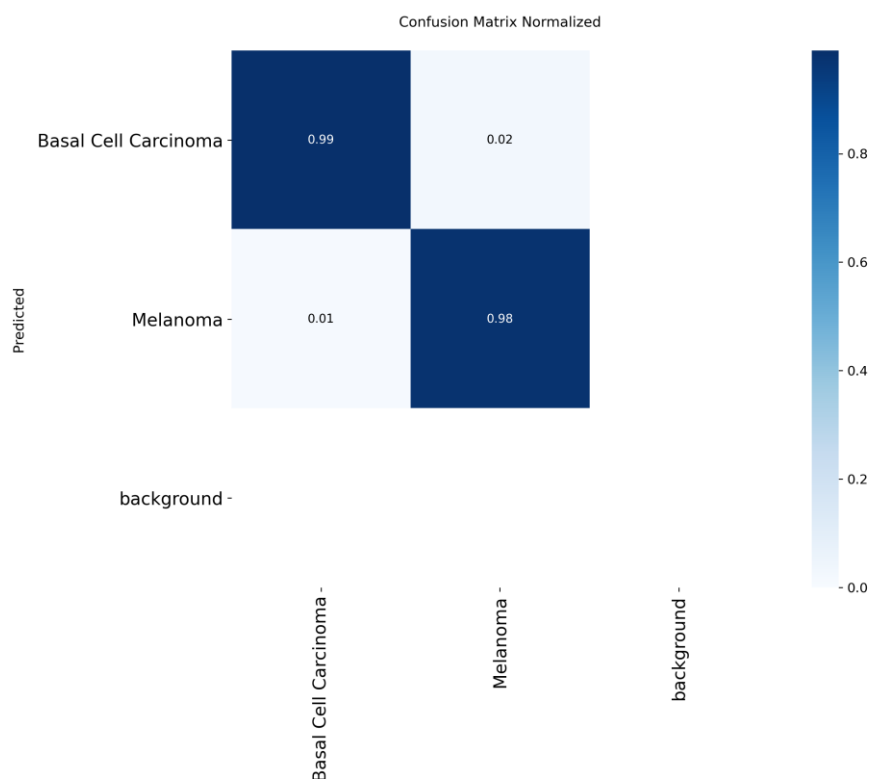 Confusion Matrix Normalized
Basal Cell Carcinoma
0.99
0.02
0.8
0.6
Melanoma
0.01
0.98
Predicted
0.4
0.2
background
0.0
Basal Cell Carcinoma
Melanoma
background